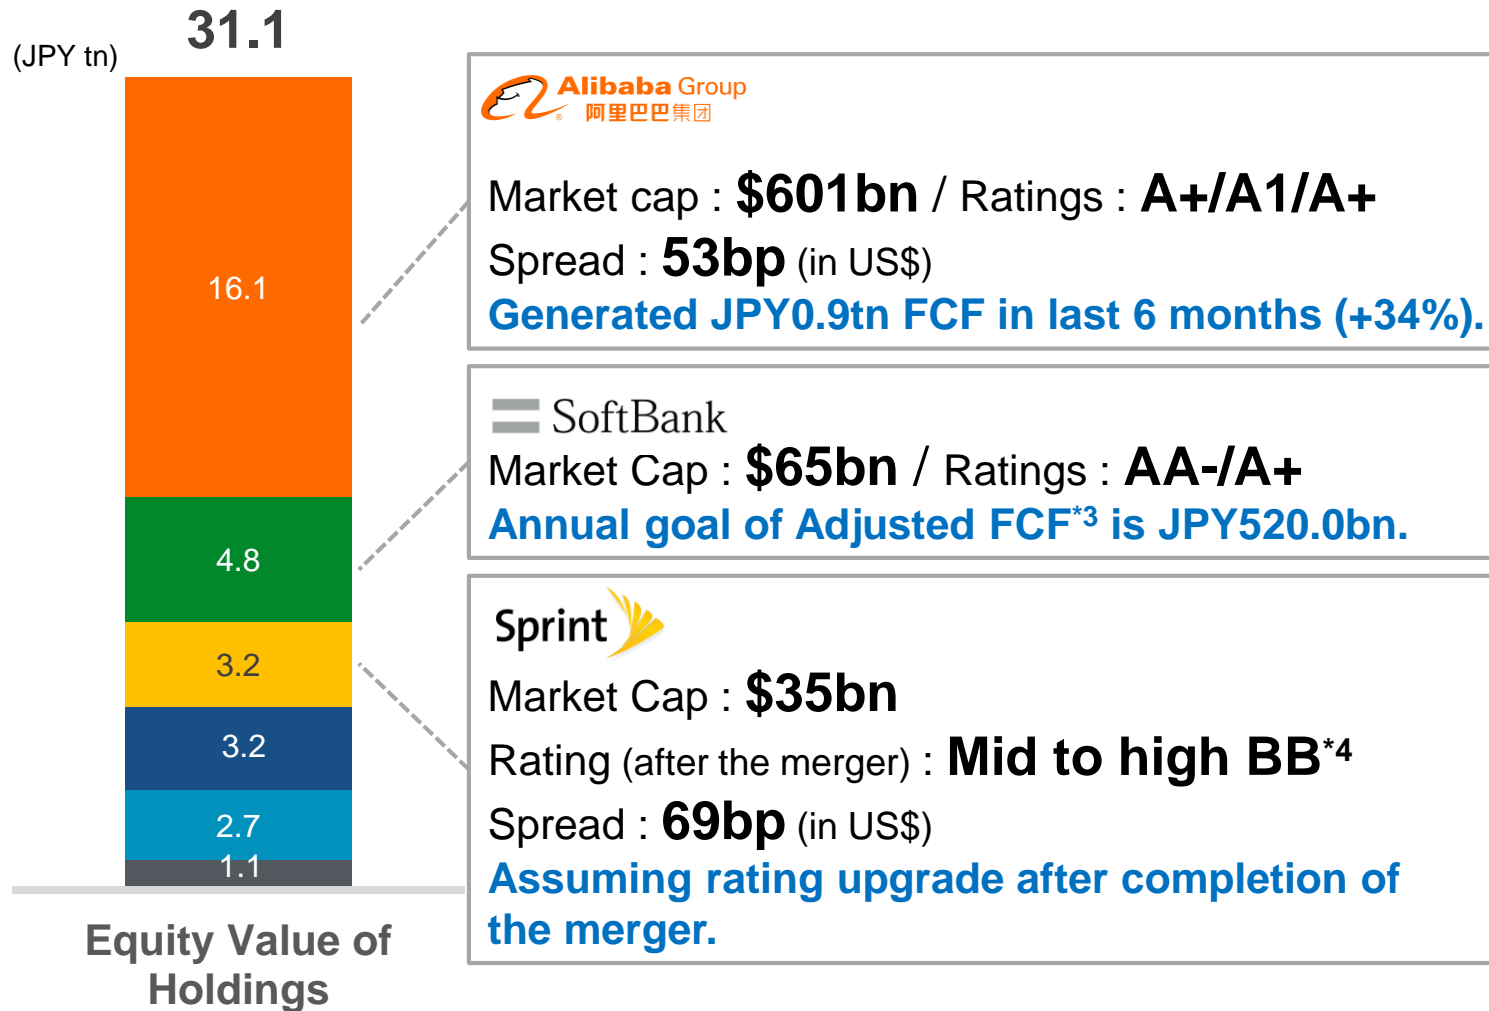 31.1
(JPY tn)
16.1
4.8
3.2
3.2
2.7
1.1
Equity Value of
Holdings
Alibaba Group
阿里巴巴集团
®
Market cap : $601bn / Ratings : A+/A1/A+
Spread : 53bp (in US$)
Generated JPY0.9tn FCF in last 6 months (+34%).
SoftBank
Market Cap : $65bn / Ratings : AA-/A+
Annual goal of Adjusted FCF*3 is JPY520.0bn.
Sprint
Market Cap : $35bn
Rating (after the merger) : Mid to high BB*4
Spread : 69bp (in US$)
Assuming rating upgrade after completion of
the merger.